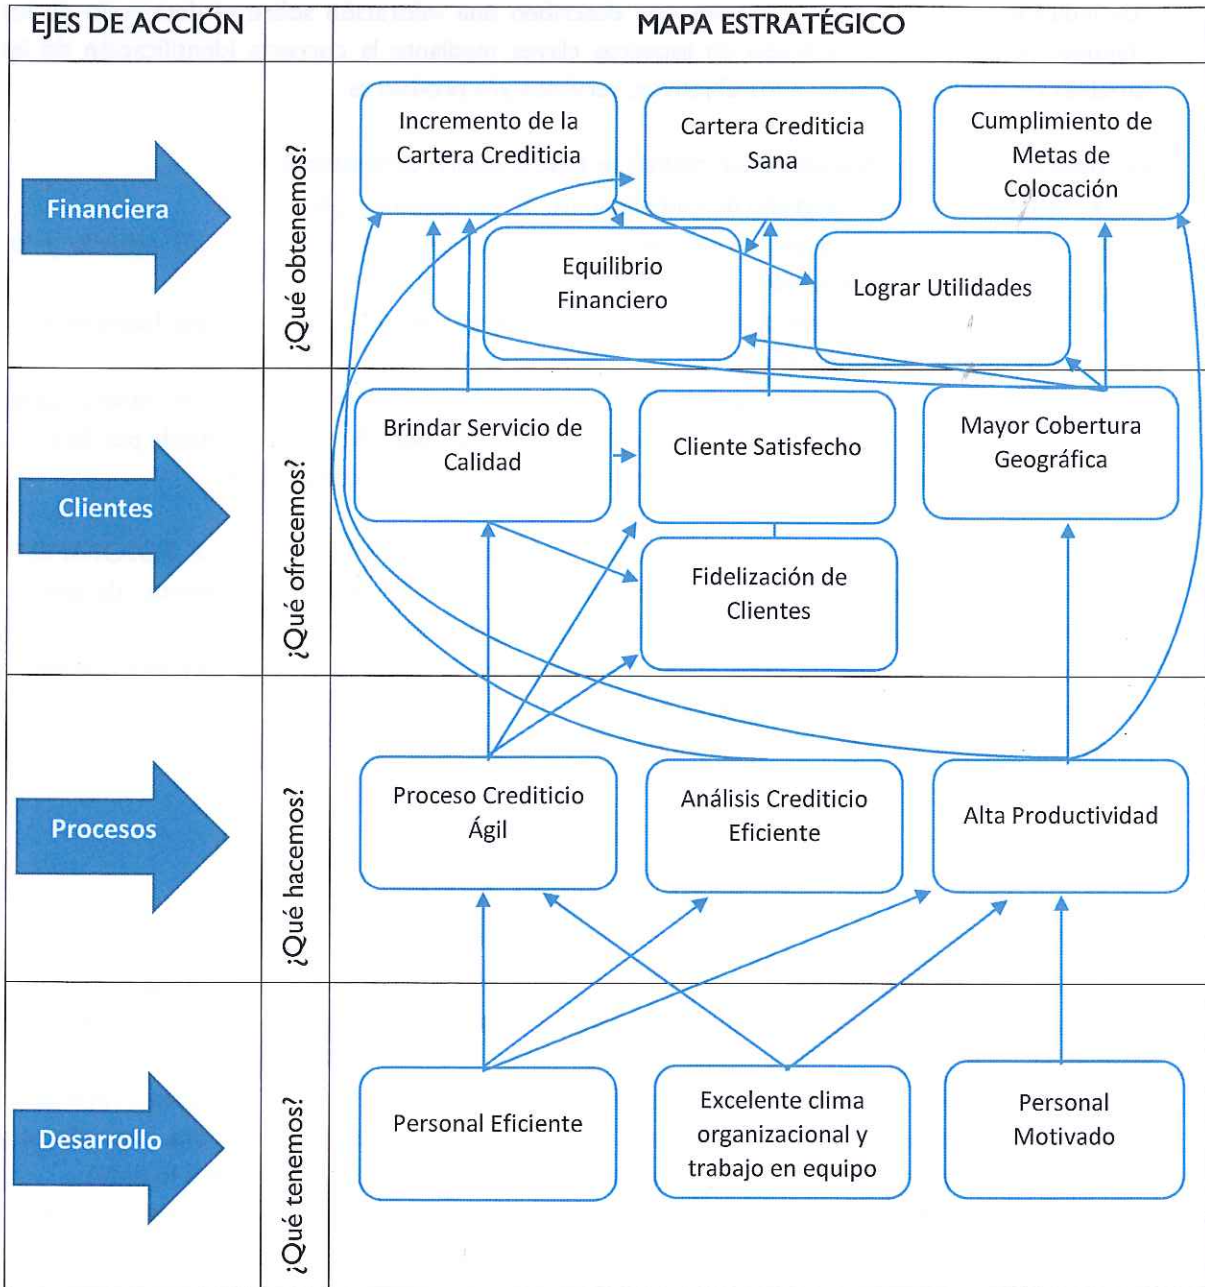 EJES DE ACCIÓN
MAPA ESTRATÉGICO
Financiera
¿Qué obtenemos?
Incremento de la
Cartera Crediticia
Cartera Crediticia
Sana
Cumplimiento de
Metas de
Colocación
Equilibrio
Financiero
Lograr Utilidades
Clientes
¿Qué ofrecemos?
Brindar Servicio de
Calidad
Cliente Satisfecho
Mayor Cobertura
Geográfica
Fidelización de
Clientes
Procesos
¿Qué hacemos?
Proceso Crediticio
Ágil
Análisis Crediticio
Eficiente
Alta Productividad
Desarrollo
¿Qué tenemos?
Personal Eficiente
Excelente clima
organizacional y
trabajo en equipo
Personal
Motivado